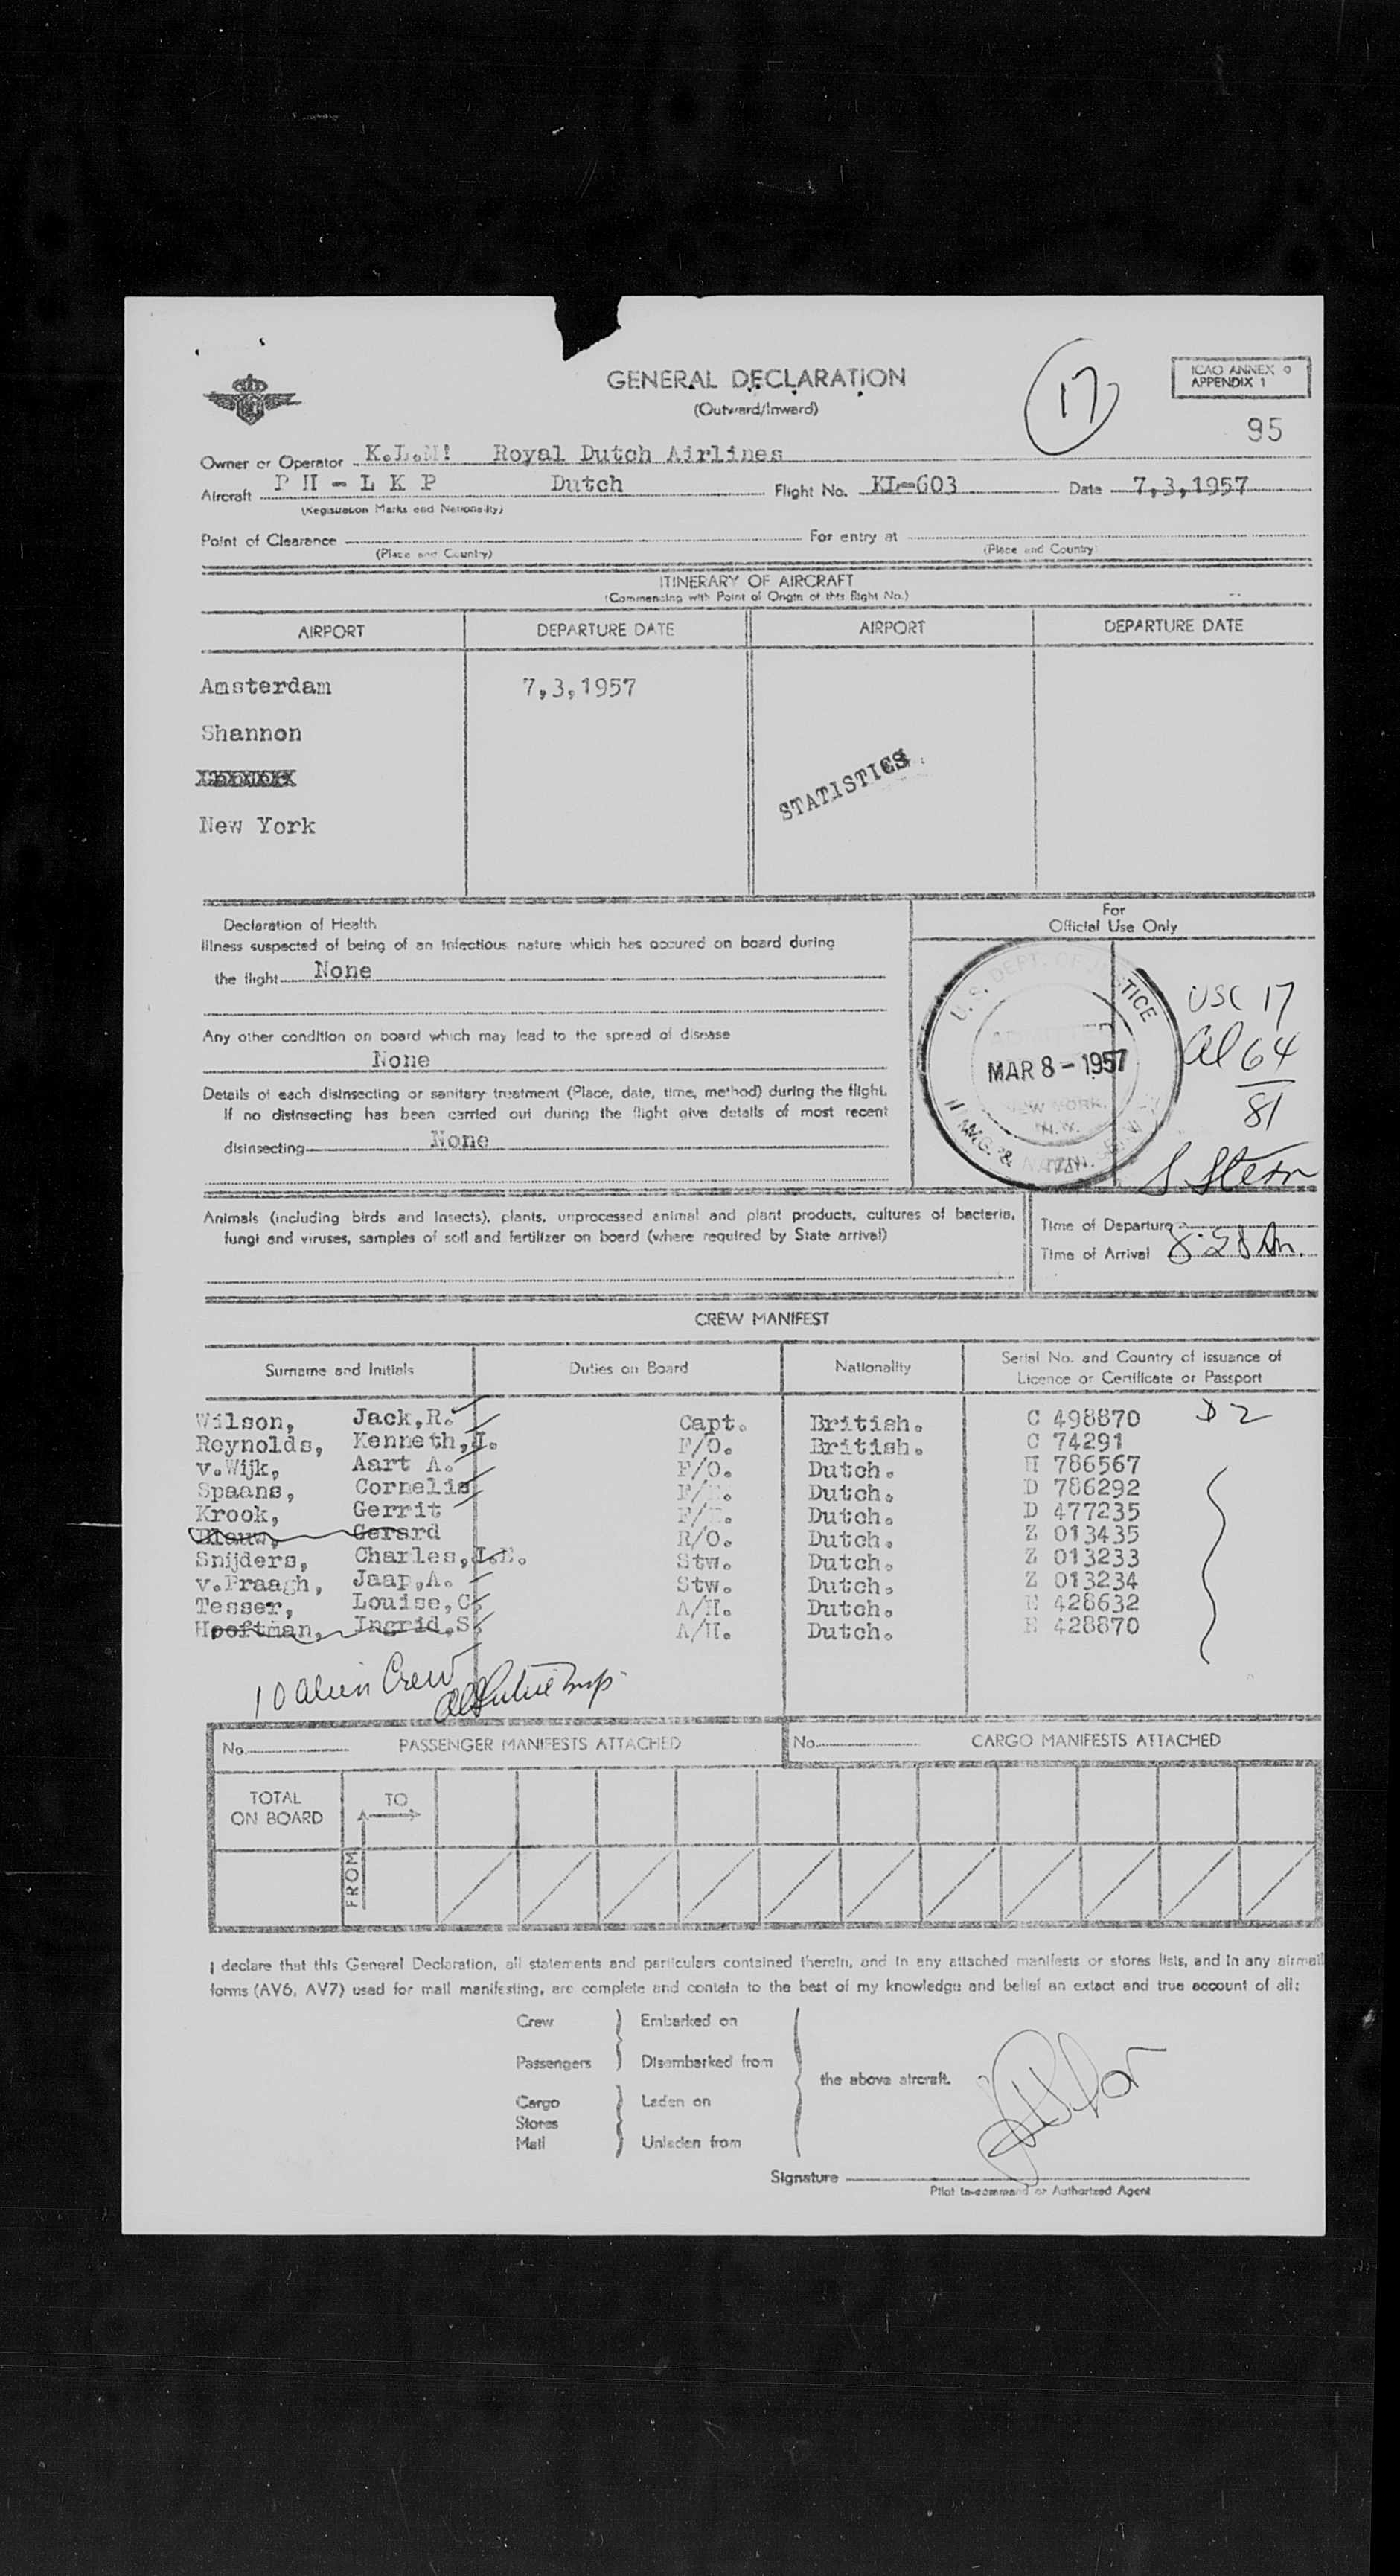 GENERAL DECLARATION
(Outward/Inward)
17
ICAO ANNEX 9
APPENDIX 1
95
Owner or Operator K.L.M! Royal Dutch Airlines
Aircraft P H - L K P Dutch Flight No. KL-603 Date 7,3,1957
(Registration Marks and Nationality)
Point of Clearance For entry at
(Place and Country) (Place and Country)
ITINERARY OF AIRCRAFT
(Commencing with Point of Origin of this flight No.)
AIRPORT DEPARTURE DATE AIRPORT DEPARTURE DATE
Amsterdam 7,3,1957
Shannon
New York
STATISTICS
Declaration of Health
Illness suspected of being of an infectious nature which has occured on board during
the flight None
Any other condition on board which may lead to the spread of disease
None
Details of each disinsecting or sanitary treatment (Place, date, time, method) during the flight.
If no disinsecting has been carried out during the flight give details of most recent
disinsecting None
For
Official Use Only
U.S. DEPT. OF JUSTICE
ADMITTED
MAR 8 - 1957
NEW YORK,
N.Y.
IMMIG. & NATZN. SERVICE
USC 17
al 64
81
S. Stern
Animals (including birds and insects), plants, unprocessed animal and plant products, cultures of bacteria,
fungi and viruses, samples of soil and fertilizer on board (where required by State arrival)
Time of Departure
Time of Arrival 8:25 Am.
CREW MANIFEST
Surname and Initials Duties on Board Nationality Serial No. and Country of issuance of
Licence or Certificate or Passport
Wilson, Jack,R. Capt. British. C 498870 D2
Reynolds, Kenneth, F/O. British. C 74291
v.Wijk, Aart A. F/O. Dutch. H 786567
Spaans, Cornelis Dutch. D 786292
Krook, Gerrit Dutch. D 477235
Blauw, Gerard R/O. Dutch. Z 013435
Snijders, Charles, Stw. Dutch. Z 013233
v.Praagh, Jaap,A. Stw. Dutch. Z 013234
Tesser, Louise,C. A/H. Dutch. 428632
Hooftman, Ingrid,S. A/H. Dutch. 428870
10 alien Crew
No. PASSENGER MANIFESTS ATTACHED No. CARGO MANIFESTS ATTACHED
TOTAL
ON BOARD
TO
FROM
I declare that this General Declaration, all statements and particulars contained therein, and in any attached manifests or stores lists, and in any airmail
forms (AV6, AV7) used for mail manifesting, are complete and contain to the best of my knowledge and belief an extact and true account of all:
Crew Embarked on
Passengers Disembarked from
the above aircraft.
Cargo Laden on
Stores
Mail Unladen from
Signature
Pilot in-command or Authorized Agent